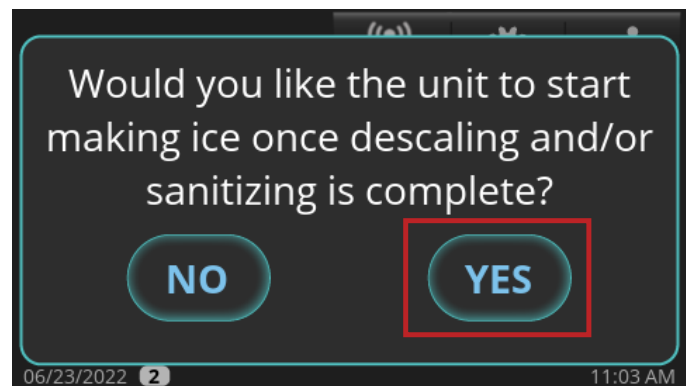 Would you like the unit to start
making ice once descaling and/or
sanitizing is complete?
NO YES
06/23/2022 2 11:03 AM